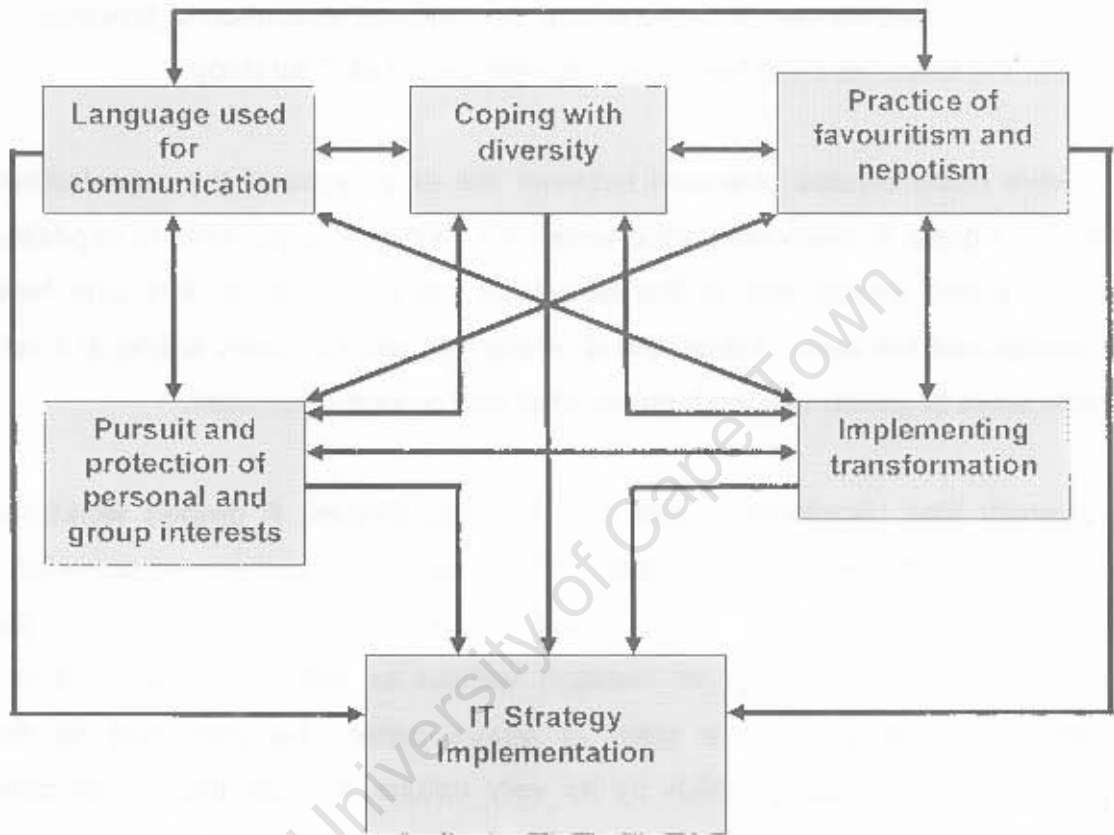 Language used
for
communication
Coping with
diversity
Practice of
favouritism and
nepotism
Pursuit and
protection of
personal and
group interests
Implementing
transformation
IT Strategy
Implementation
University of Cape Town